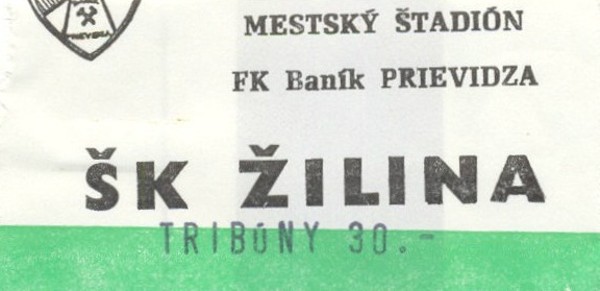 MESTSKÝ ŠTADIÓN
FK Baník PRIEVIDZA
ŠK ŽILINA
TRIBÚNY 30.-